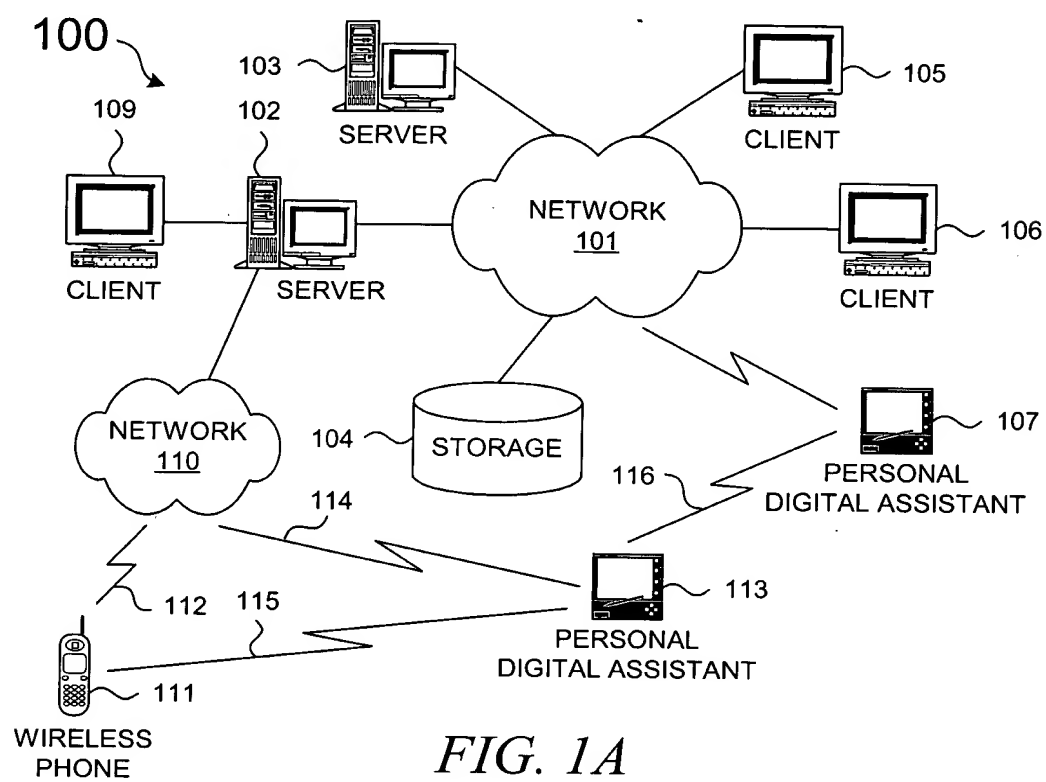 100
103
SERVER
105
CLIENT
109
CLIENT
102
SERVER
NETWORK
101
106
CLIENT
NETWORK
110
104
STORAGE
107
PERSONAL
DIGITAL ASSISTANT
116
114
112
115
113
PERSONAL
DIGITAL ASSISTANT
111
WIRELESS
PHONE
FIG. 1A